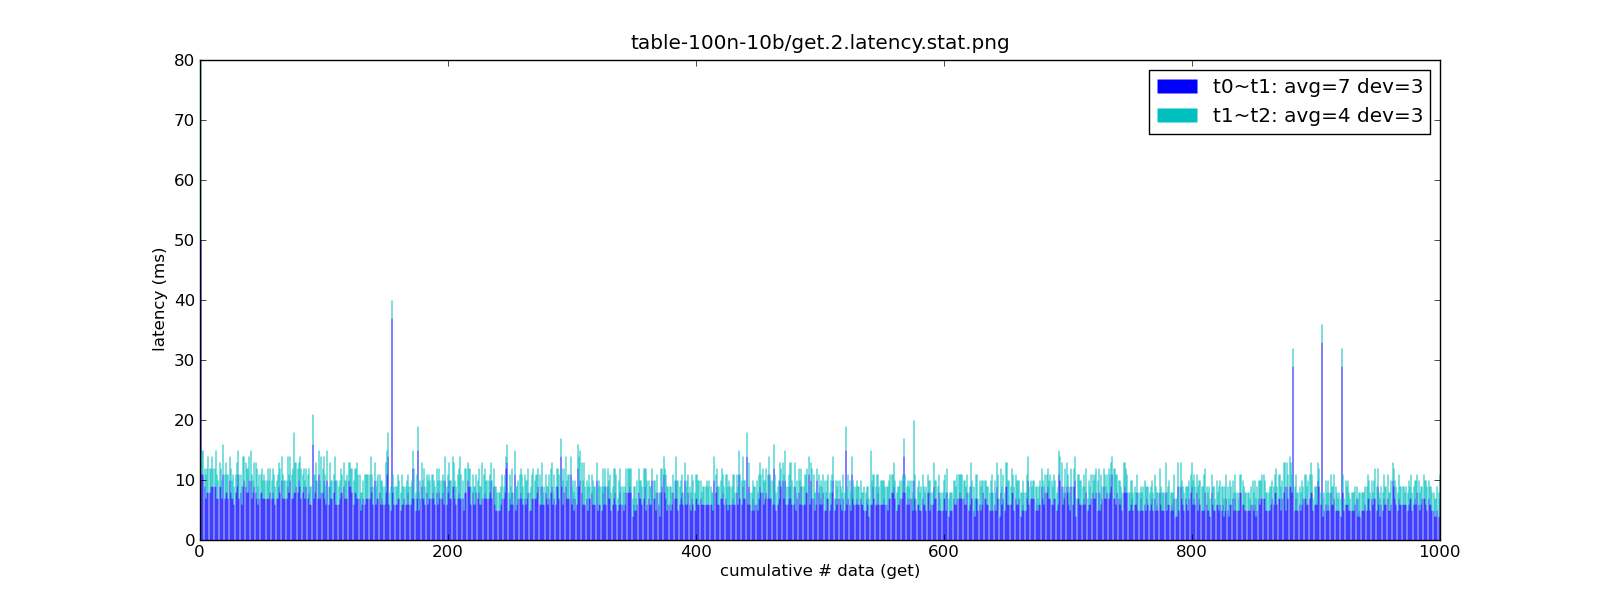 table-100n-10b/get.2.latency.stat.png
80
70
60
50
40
30
20
10
0
latency (ms)
t0~t1: avg=7 dev=3
t1~t2: avg=4 dev=3
0 200 400 600 800 1000
cumulative # data (get)